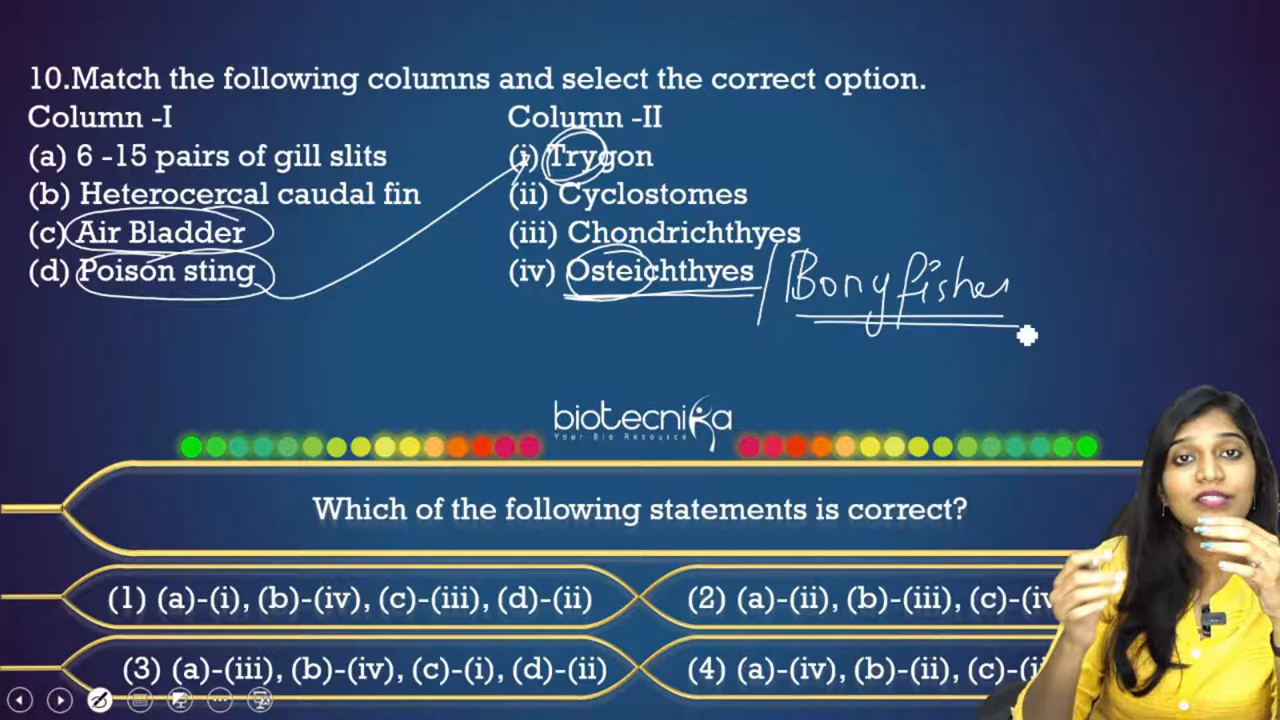 10.Match the following columns and select the correct option.
Column -I Column -II
(a) 6 -15 pairs of gill slits (i) Trygon
(b) Heterocercal caudal fin (ii) Cyclostomes
(c) Air Bladder (iii) Chondrichthyes
(d) Poison sting (iv) Osteichthyes / Bony fishes
biotecnika
Your Bio Resource
Which of the following statements is correct?
(1) (a)-(i), (b)-(iv), (c)-(iii), (d)-(ii) (2) (a)-(ii), (b)-(iii), (c)-(iv
(3) (a)-(iii), (b)-(iv), (c)-(i), (d)-(ii) (4) (a)-(iv), (b)-(ii), (c)-(i